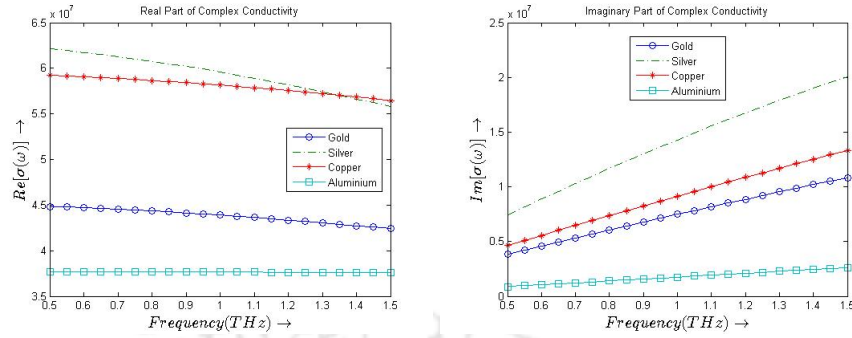 Real Part of Complex Conductivity
x 10^7
6.5
6
5.5
5
4.5
4
3.5
Re[σ(ω)] →
Gold
Silver
Copper
Aluminium
0.5 0.6 0.7 0.8 0.9 1 1.1 1.2 1.3 1.4 1.5
Frequency(THz) →
Imaginary Part of Complex Conductivity
x 10^7
2.5
2
1.5
1
0.5
0
Im[σ(ω)] →
Gold
Silver
Copper
Aluminium
0.5 0.6 0.7 0.8 0.9 1 1.1 1.2 1.3 1.4 1.5
Frequency(THz) →